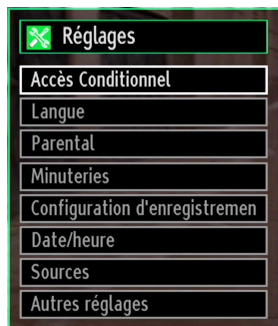 Réglages
Accès Conditionnel
Langue
Parental
Minuteries
Configuration d'enregistremen
Date/heure
Sources
Autres réglages